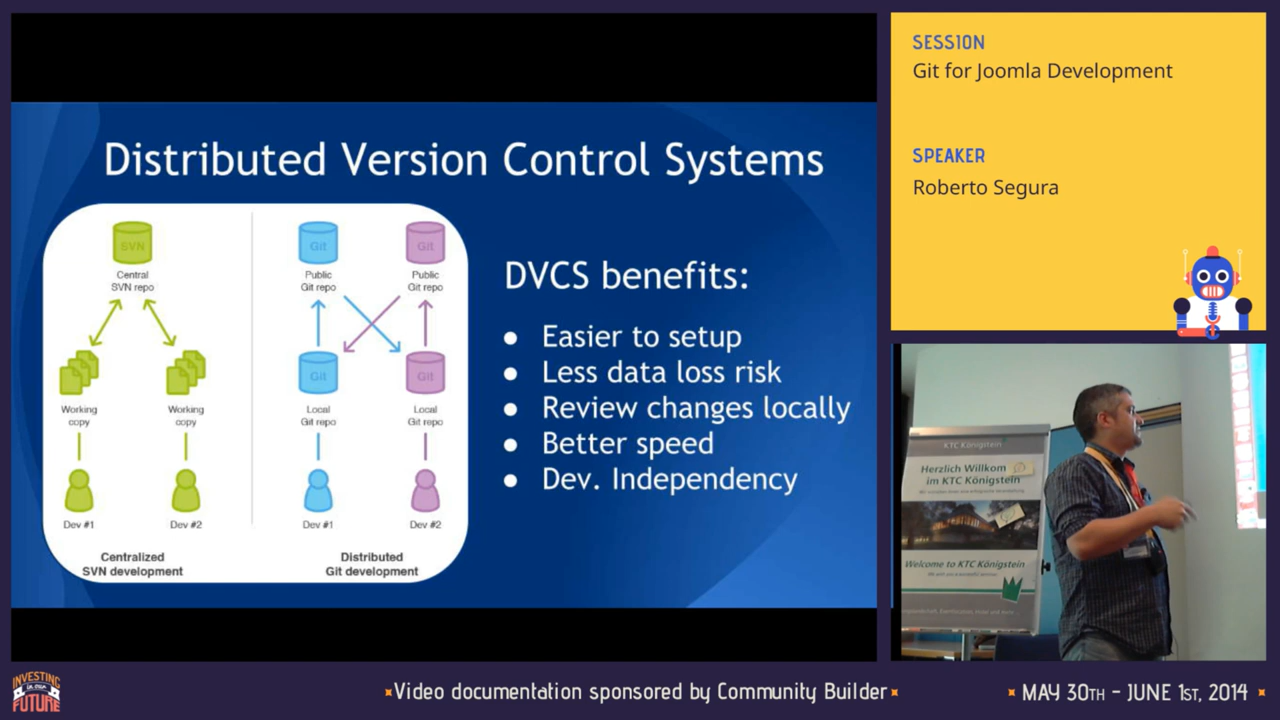 Distributed Version Control Systems
SVN
Central
SVN repo
Working
copy
Working
copy
Dev #1
Dev #2
Centralized
SVN development
Git
Public
Git repo
Git
Public
Git repo
Git
Local
Git repo
Git
Local
Git repo
Dev #1
Dev #2
Distributed
Git development
DVCS benefits:
● Easier to setup
● Less data loss risk
● Review changes locally
● Better speed
● Dev. Independency
SESSION
Git for Joomla Development
SPEAKER
Roberto Segura
KTC Königstein
Herzlich Willkom
im KTC Königstein
Welcome to KTC Königstein
INVESTING
IN OUR
FUTURE
Video documentation sponsored by Community Builder
MAY 30TH - JUNE 1ST, 2014